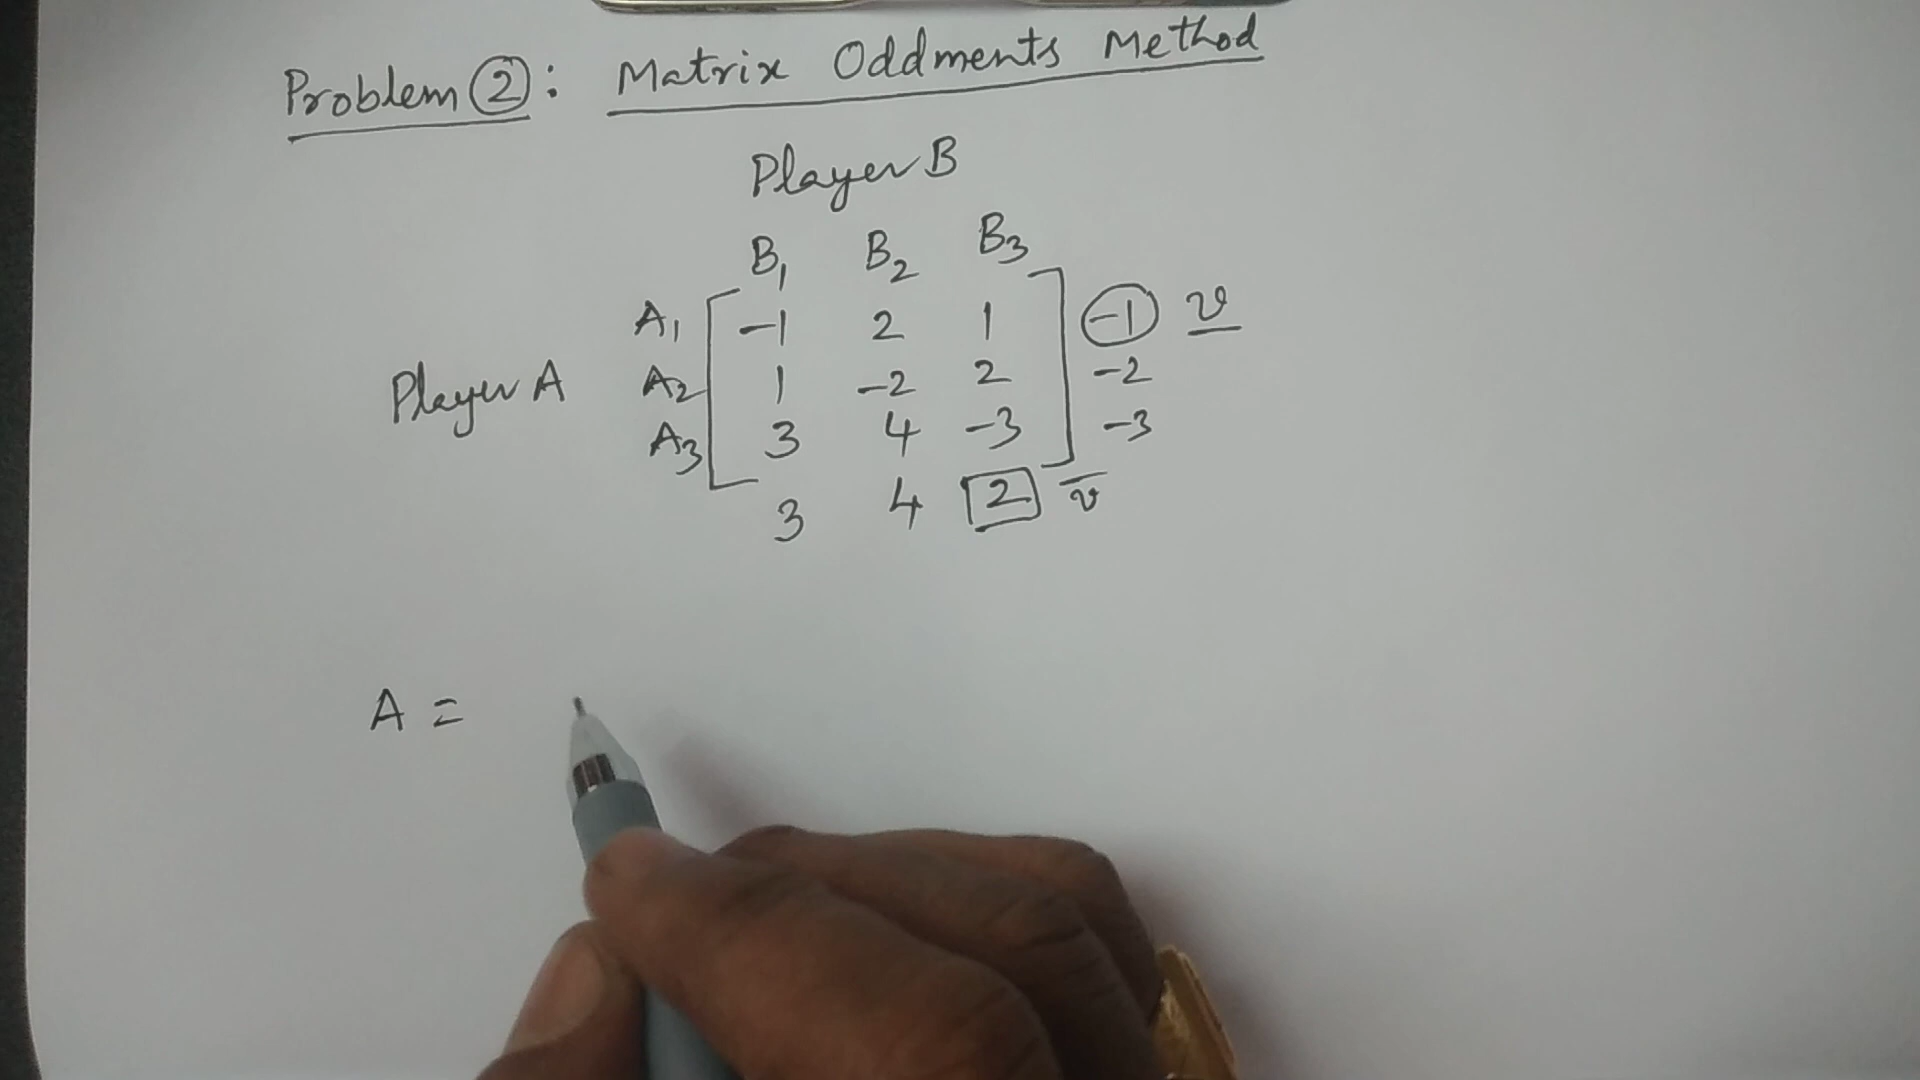 Problem ②: Matrix Oddments Method
Player B
B₁ B₂ B₃
A₁ -1 2 1 -1 v
Player A A₂ 1 -2 2 -2
A₃ 3 4 -3 -3
3 4 2 v̅
A =